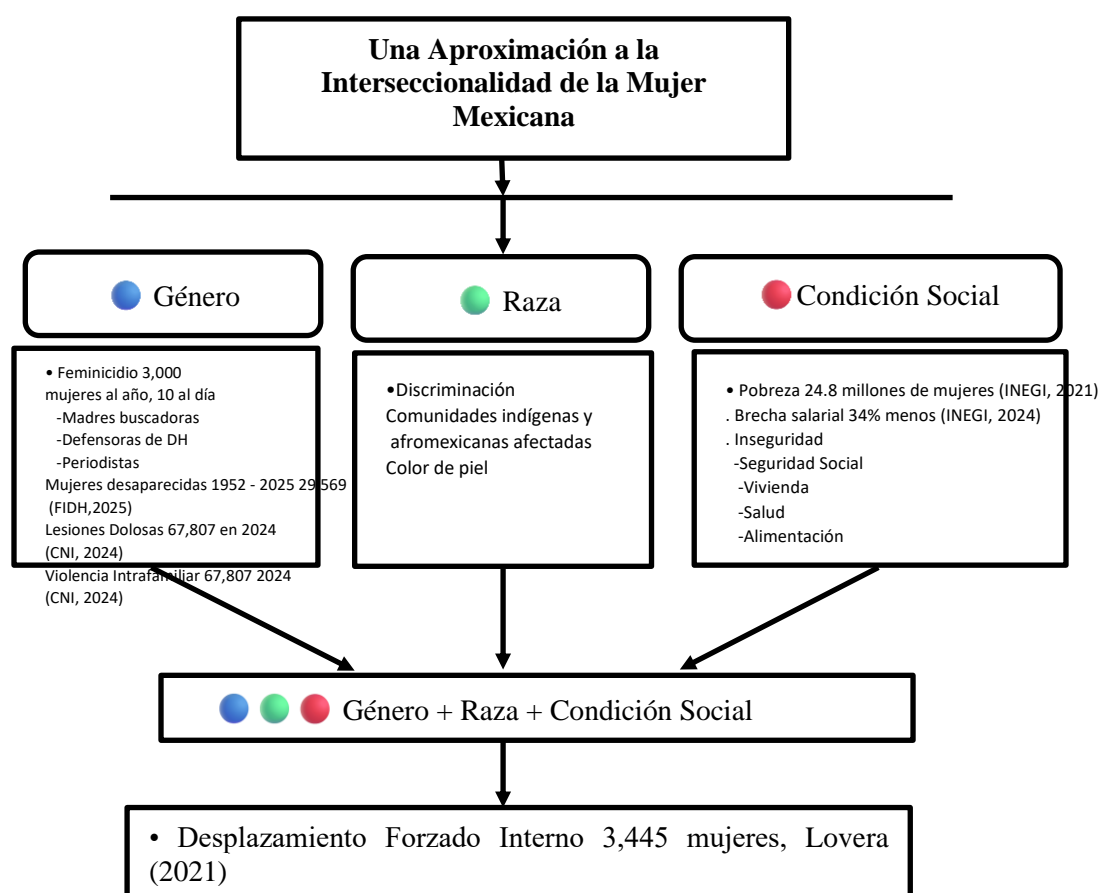 Una Aproximación a la
Interseccionalidad de la Mujer
Mexicana
Género
Raza
Condición Social
• Feminicidio 3,000
mujeres al año, 10 al día
-Madres buscadoras
-Defensoras de DH
-Periodistas
Mujeres desaparecidas 1952 - 2025 29,569
(FIDH,2025)
Lesiones Dolosas 67,807 en 2024
(CNI, 2024)
Violencia Intrafamiliar 67,807 2024
(CNI, 2024)
•Discriminación
Comunidades indígenas y
afromexicanas afectadas
Color de piel
• Pobreza 24.8 millones de mujeres (INEGI, 2021)
. Brecha salarial 34% menos (INEGI, 2024)
. Inseguridad
-Seguridad Social
-Vivienda
-Salud
-Alimentación
Género + Raza + Condición Social
• Desplazamiento Forzado Interno 3,445 mujeres, Lovera
(2021)